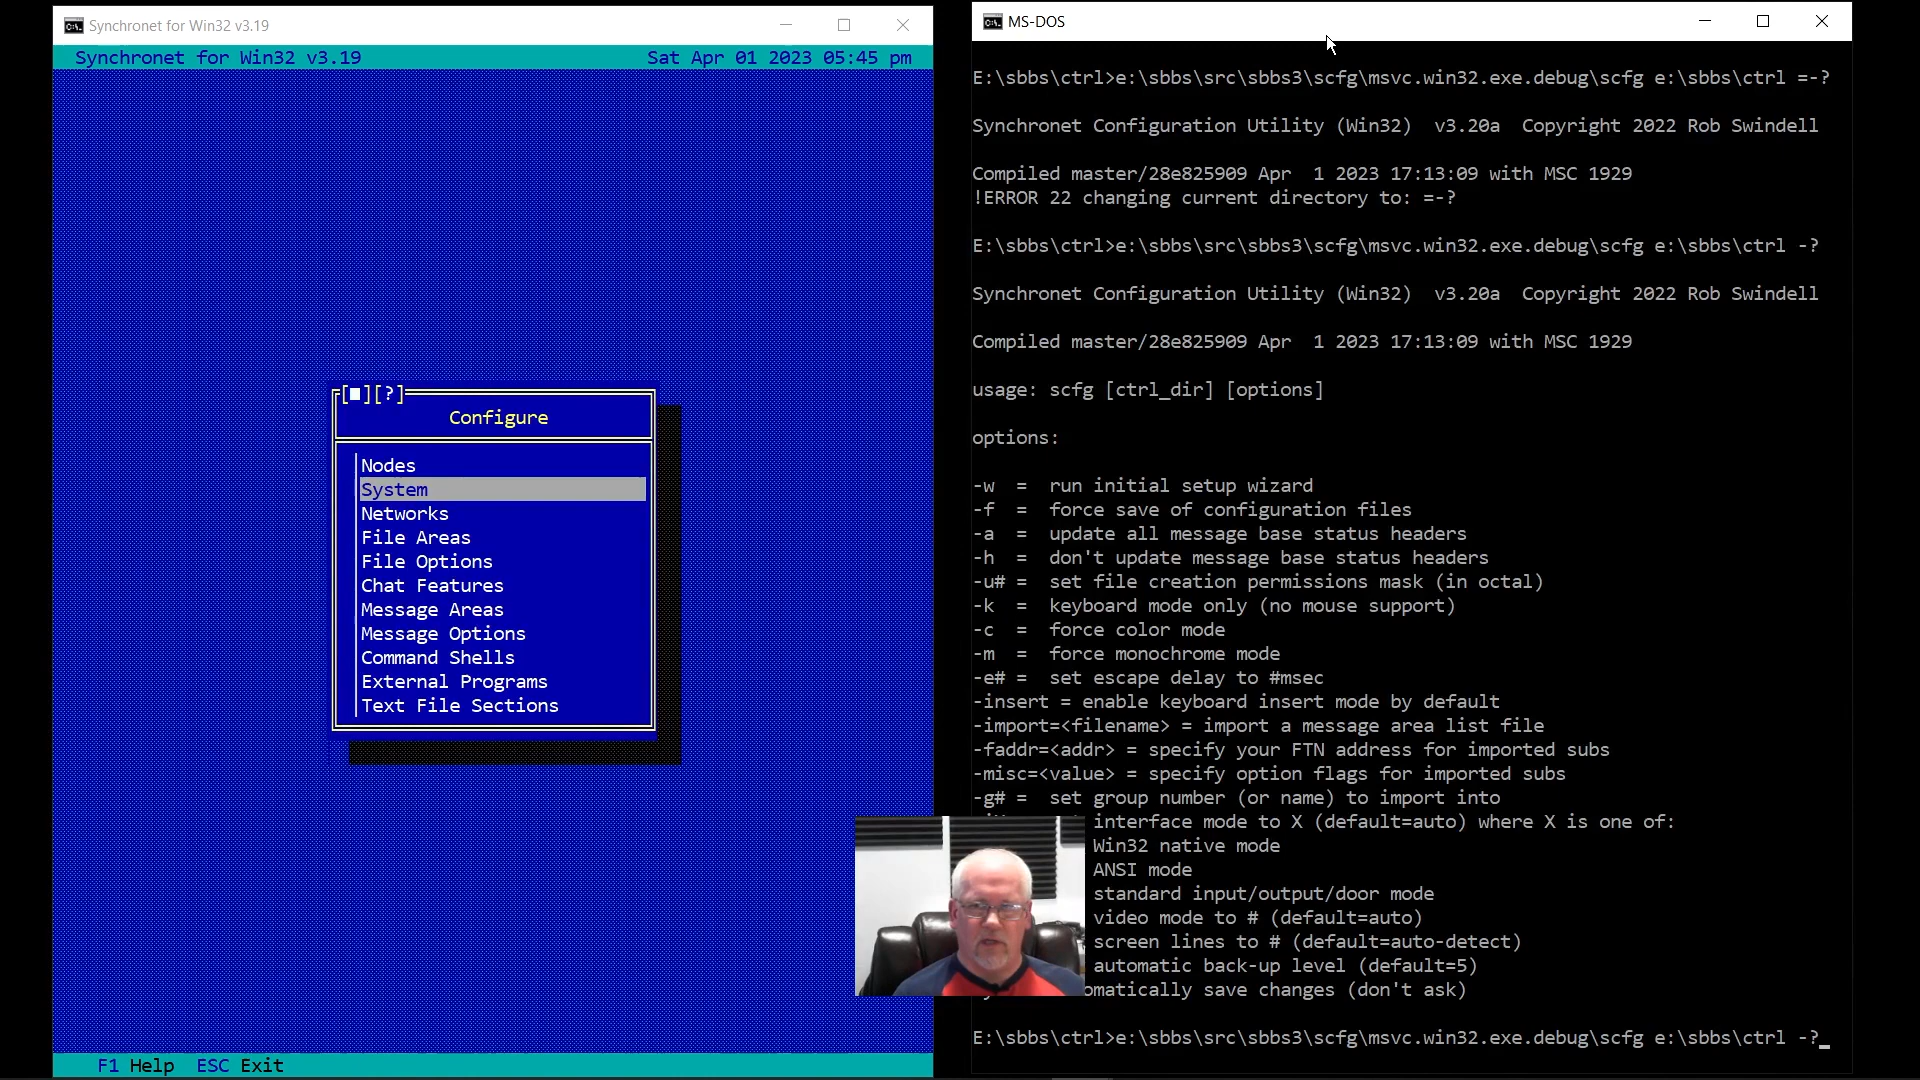 Synchronet for Win32 v3.19
Synchronet for Win32 v3.19 Sat Apr 01 2023 05:45 pm
[■][?]
Configure
Nodes
System
Networks
File Areas
File Options
Chat Features
Message Areas
Message Options
Command Shells
External Programs
Text File Sections
F1 Help ESC Exit
MS-DOS
E:\sbbs\ctrl>e:\sbbs\src\sbbs3\scfg\msvc.win32.exe.debug\scfg e:\sbbs\ctrl =-?
Synchronet Configuration Utility (Win32) v3.20a Copyright 2022 Rob Swindell
Compiled master/28e825909 Apr 1 2023 17:13:09 with MSC 1929
!ERROR 22 changing current directory to: =-?
E:\sbbs\ctrl>e:\sbbs\src\sbbs3\scfg\msvc.win32.exe.debug\scfg e:\sbbs\ctrl -?
Synchronet Configuration Utility (Win32) v3.20a Copyright 2022 Rob Swindell
Compiled master/28e825909 Apr 1 2023 17:13:09 with MSC 1929
usage: scfg [ctrl_dir] [options]
options:
-w = run initial setup wizard
-f = force save of configuration files
-a = update all message base status headers
-h = don't update message base status headers
-u# = set file creation permissions mask (in octal)
-k = keyboard mode only (no mouse support)
-c = force color mode
-m = force monochrome mode
-e# = set escape delay to #msec
-insert = enable keyboard insert mode by default
-import=<filename> = import a message area list file
-faddr=<addr> = specify your FTN address for imported subs
-misc=<value> = specify option flags for imported subs
-g# = set group number (or name) to import into
interface mode to X (default=auto) where X is one of:
Win32 native mode
ANSI mode
standard input/output/door mode
video mode to # (default=auto)
screen lines to # (default=auto-detect)
automatic back-up level (default=5)
omatically save changes (don't ask)
E:\sbbs\ctrl>e:\sbbs\src\sbbs3\scfg\msvc.win32.exe.debug\scfg e:\sbbs\ctrl -?_